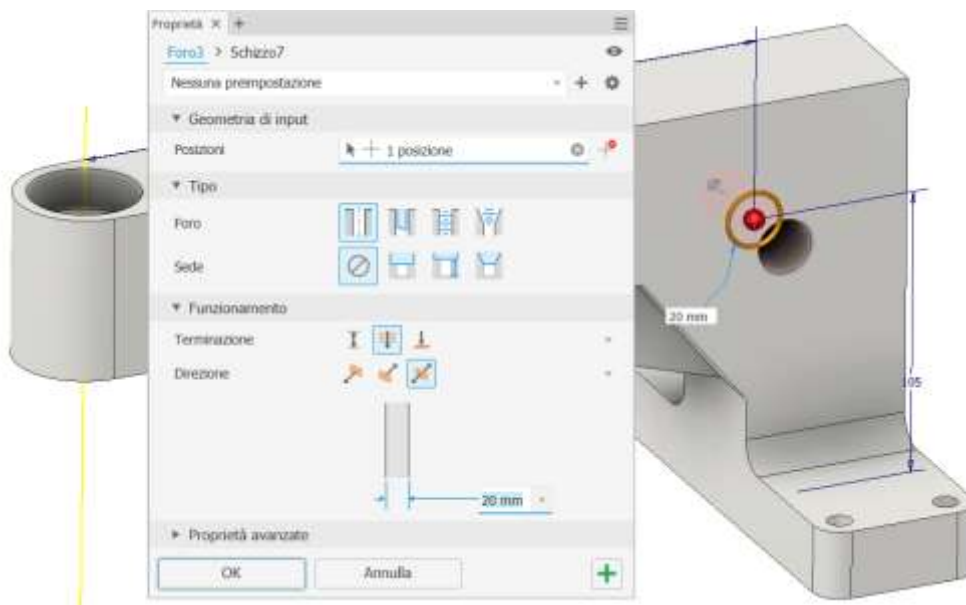 Proprietà × +
Foro3 > Schizzo7
Nessuna preimpostazione
Geometria di input
Posizioni 1 posizione
Tipo
Foro
Sede
Funzionamento
Terminazione
Direzione
20 mm
Proprietà avanzate
OK Annulla
20 mm
105